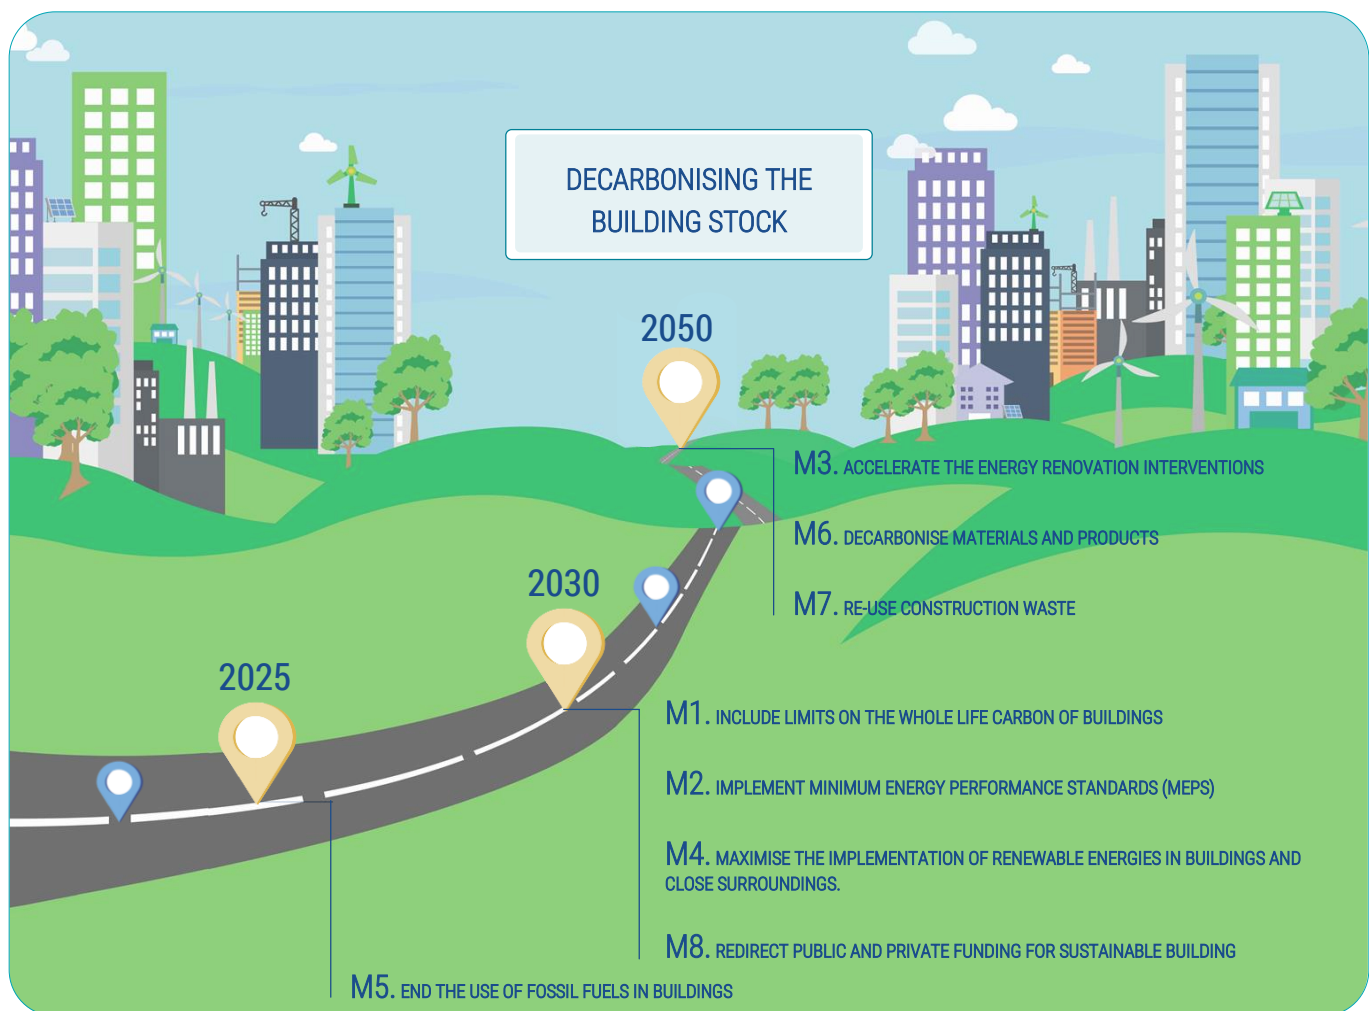 DECARBONISING THE
BUILDING STOCK
2050
M3. ACCELERATE THE ENERGY RENOVATION INTERVENTIONS
M6. DECARBONISE MATERIALS AND PRODUCTS
M7. RE-USE CONSTRUCTION WASTE
2030
M1. INCLUDE LIMITS ON THE WHOLE LIFE CARBON OF BUILDINGS
M2. IMPLEMENT MINIMUM ENERGY PERFORMANCE STANDARDS (MEPS)
M4. MAXIMISE THE IMPLEMENTATION OF RENEWABLE ENERGIES IN BUILDINGS AND
CLOSE SURROUNDINGS.
M8. REDIRECT PUBLIC AND PRIVATE FUNDING FOR SUSTAINABLE BUILDING
2025
M5. END THE USE OF FOSSIL FUELS IN BUILDINGS